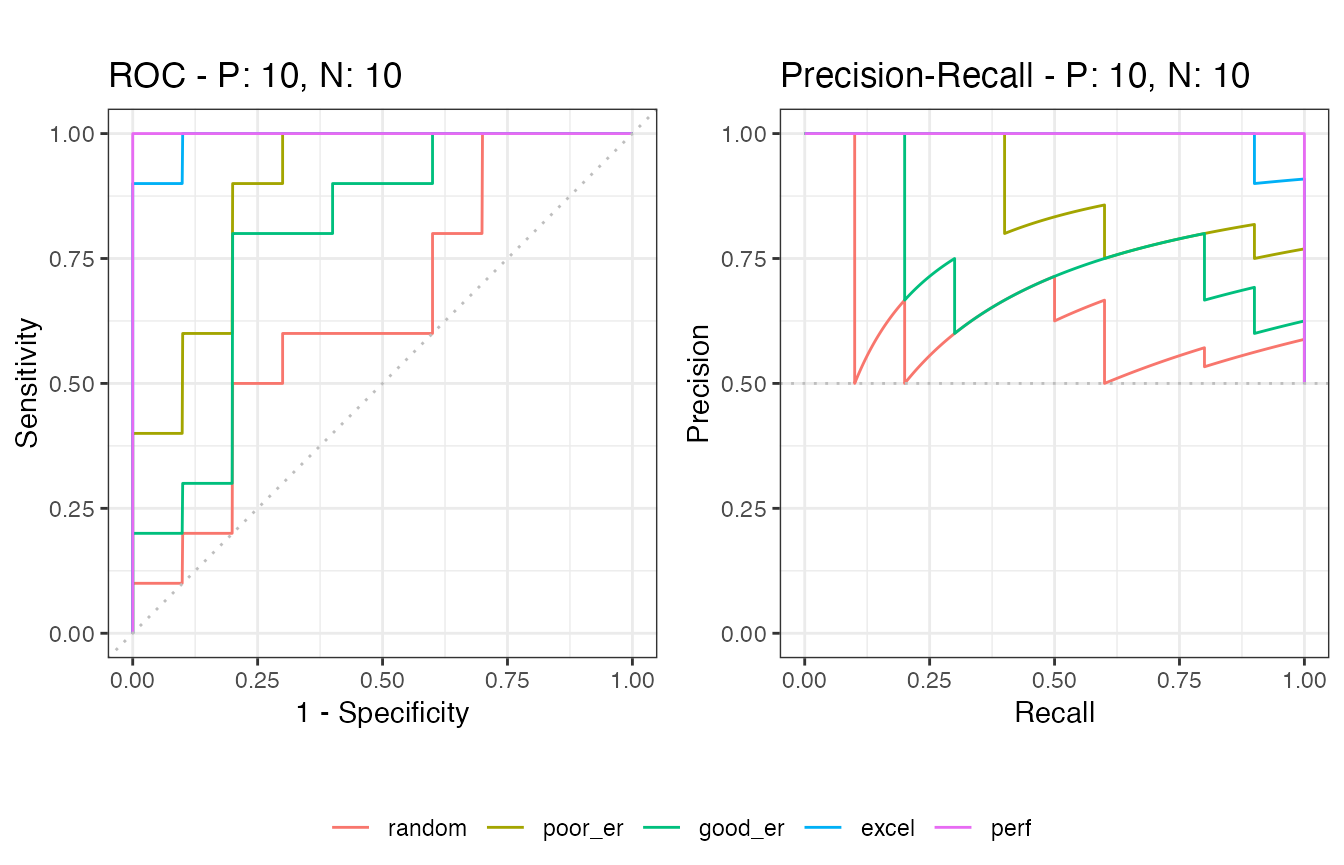 ROC - P: 10, N: 10
Precision-Recall - P: 10, N: 10
Sensitivity
1.00
0.75
0.50
0.25
0.00
0.00 0.25 0.50 0.75 1.00
1 - Specificity
Precision
1.00
0.75
0.50
0.25
0.00
0.00 0.25 0.50 0.75 1.00
Recall
random poor_er good_er excel perf